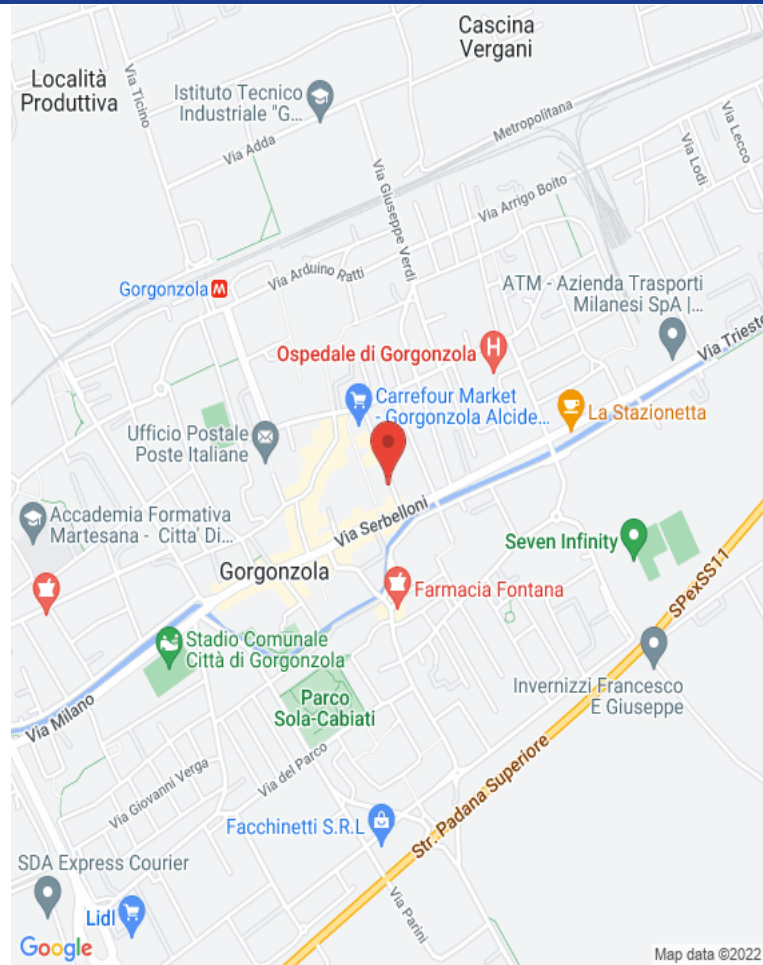 Cascina
Vergani
Località
Produttiva
Via Ticino
Istituto Tecnico
Industriale "G...
Via Adda
Metropolitana
Via Lecco
Via Lodi
Via Giuseppe Verdi
Via Arrigo Boito
Via Arduino Ratti
Gorgonzola M
ATM - Azienda Trasporti
Milanesi SpA |...
Via Trieste
Ospedale di Gorgonzola H
Carrefour Market
- Gorgonzola Alcide...
La Stazionetta
Ufficio Postale
Poste Italiane
Accademia Formativa
Martesana - Citta' Di...
Via Serbelloni
Seven Infinity
Gorgonzola
Farmacia Fontana
SPexSS11
Stadio Comunale
Città di Gorgonzola
Invernizzi Francesco
E Giuseppe
Parco
Sola-Cabiati
Via Milano
Via del Parco
Via Giovanni Verga
Str. Padana Superiore
Facchinetti S.R.L
SDA Express Courier
Via Parini
Lidl
Google
Map data ©2022